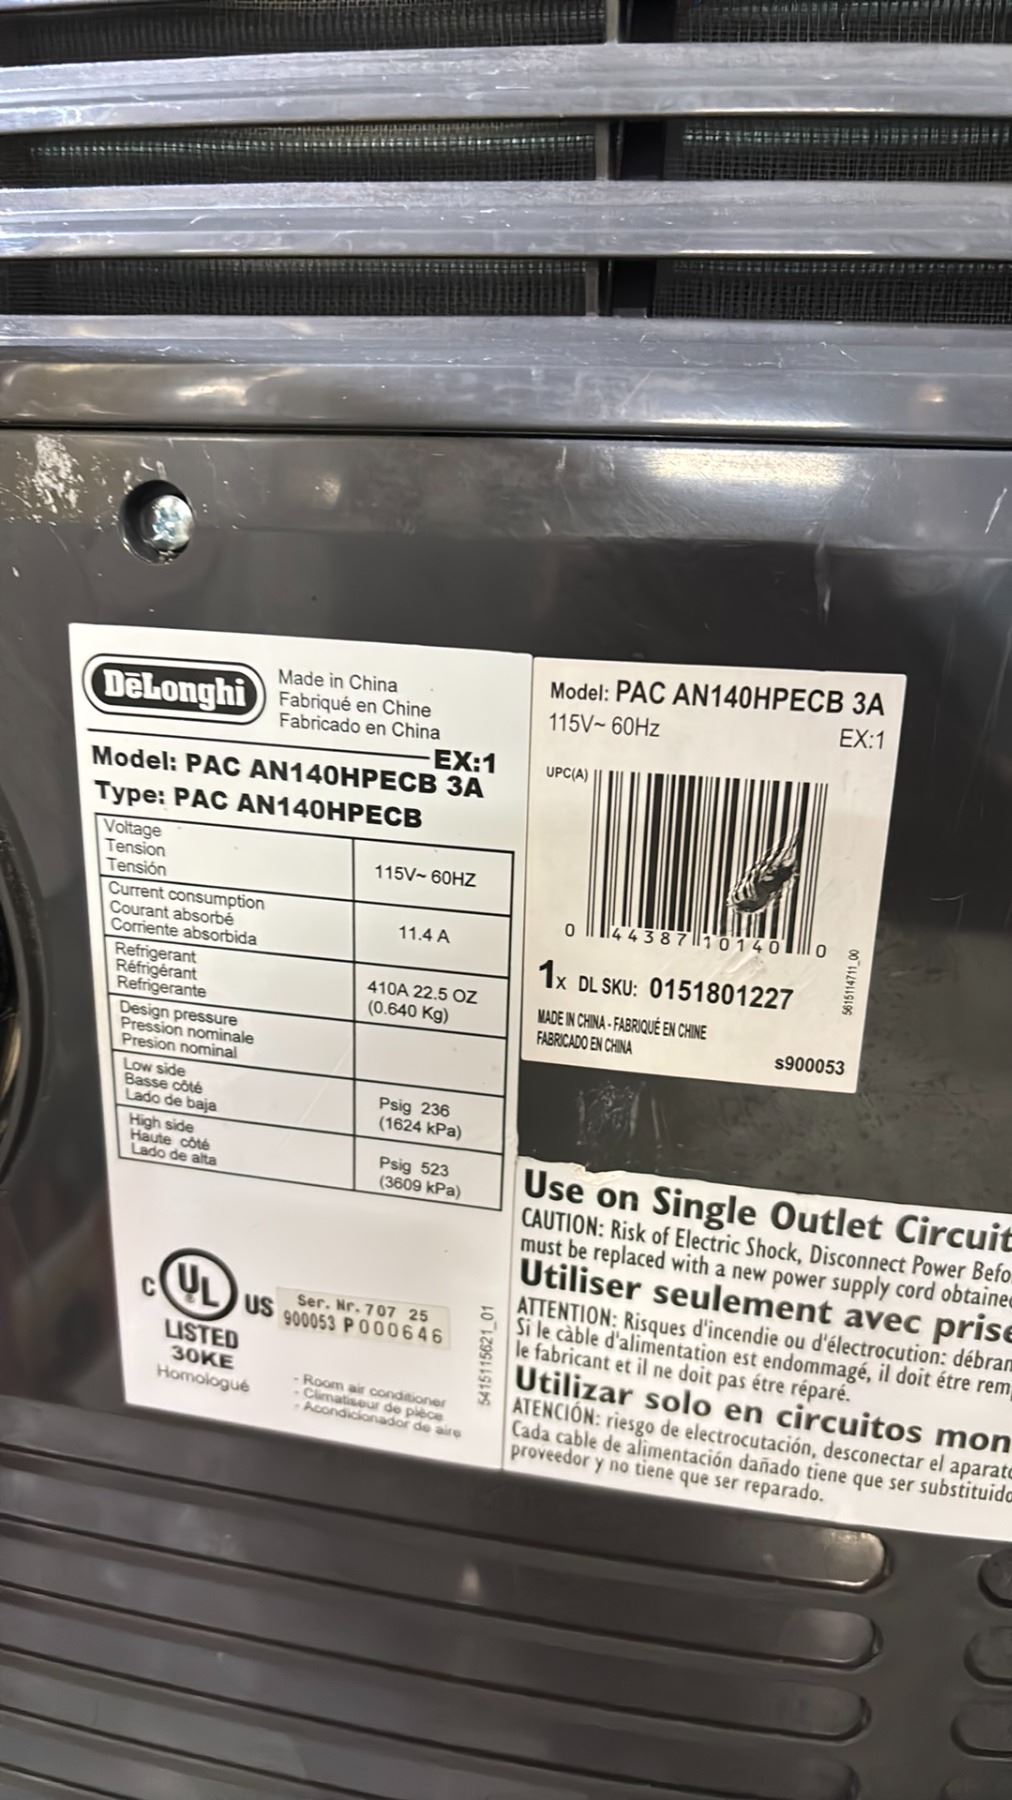 DeLonghi
Made in China
Fabriqué en Chine
Fabricado en China
EX:1
Model: PAC AN140HPECB 3A
Type: PAC AN140HPECB
Voltage
Tension
Tensión
115V~ 60HZ
Current consumption
Courant absorbé
Corriente absorbida
11.4 A
Refrigerant
Réfrigérant
Refrigerante
410A 22.5 OZ
(0.640 Kg)
Design pressure
Pression nominale
Presion nominal
Low side
Basse côté
Lado de baja
Psig 236
(1624 kPa)
High side
Haute côté
Lado de alta
Psig 523
(3609 kPa)
C UL US
LISTED
30KE
Homologué
Ser. Nr. 707 25
900053 P000646
- Room air conditioner
- Climatiseur de pièce
- Acondicionador de aire
5415115621_01
Model: PAC AN140HPECB 3A
115V~ 60Hz
EX:1
UPC(A)
0 44387 10140 0
1x DL SKU: 0151801227
MADE IN CHINA - FABRIQUÉ EN CHINE
FABRICADO EN CHINA
s900053
5615114711_00
Use on Single Outlet Circuit
CAUTION: Risk of Electric Shock, Disconnect Power Befo
must be replaced with a new power supply cord obtained
Utiliser seulement avec prise
ATTENTION: Risques d'incendie ou d'électrocution: débran
Si le càble d'alimentation est endommagé, il doit étre rem
le fabricant et il ne doit pas étre réparé.
Utilizar solo en circuitos mon
ATENCIÓN: riesgo de electrocutación, desconectar el aparato
Cada cable de alimentación dañado tiene que ser substituido
proveedor y no tiene que ser reparado.